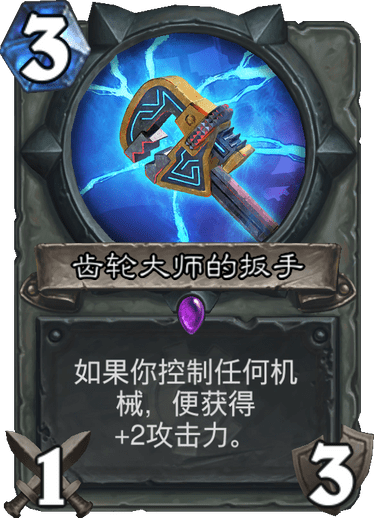 3
齿轮大师的扳手
如果你控制任何机
械，便获得
+2攻击力。
1
3